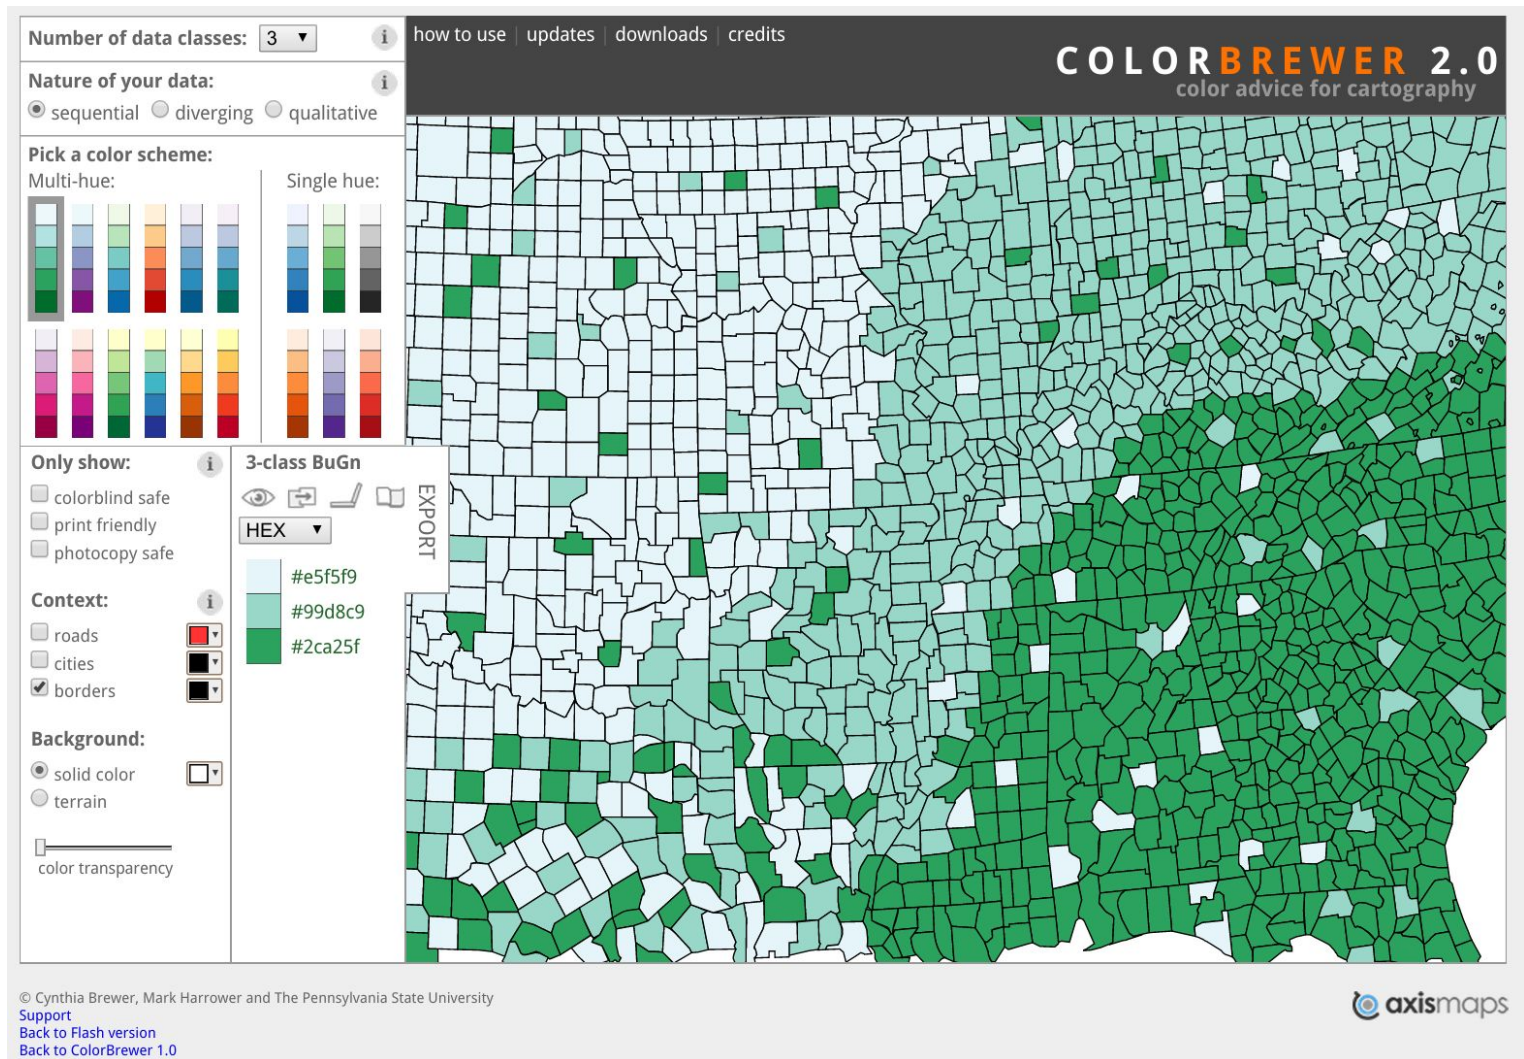 Number of data classes: 3
how to use | updates | downloads | credits
COLORBREWER 2.0
color advice for cartography
Nature of your data:
sequential diverging qualitative
Pick a color scheme:
Multi-hue: Single hue:
Only show:
colorblind safe
print friendly
photocopy safe
Context:
roads
cities
borders
Background:
solid color
terrain
color transparency
3-class BuGn
EXPORT
HEX
#e5f5f9
#99d8c9
#2ca25f
© Cynthia Brewer, Mark Harrower and The Pennsylvania State University
Support
Back to Flash version
Back to ColorBrewer 1.0
axismaps